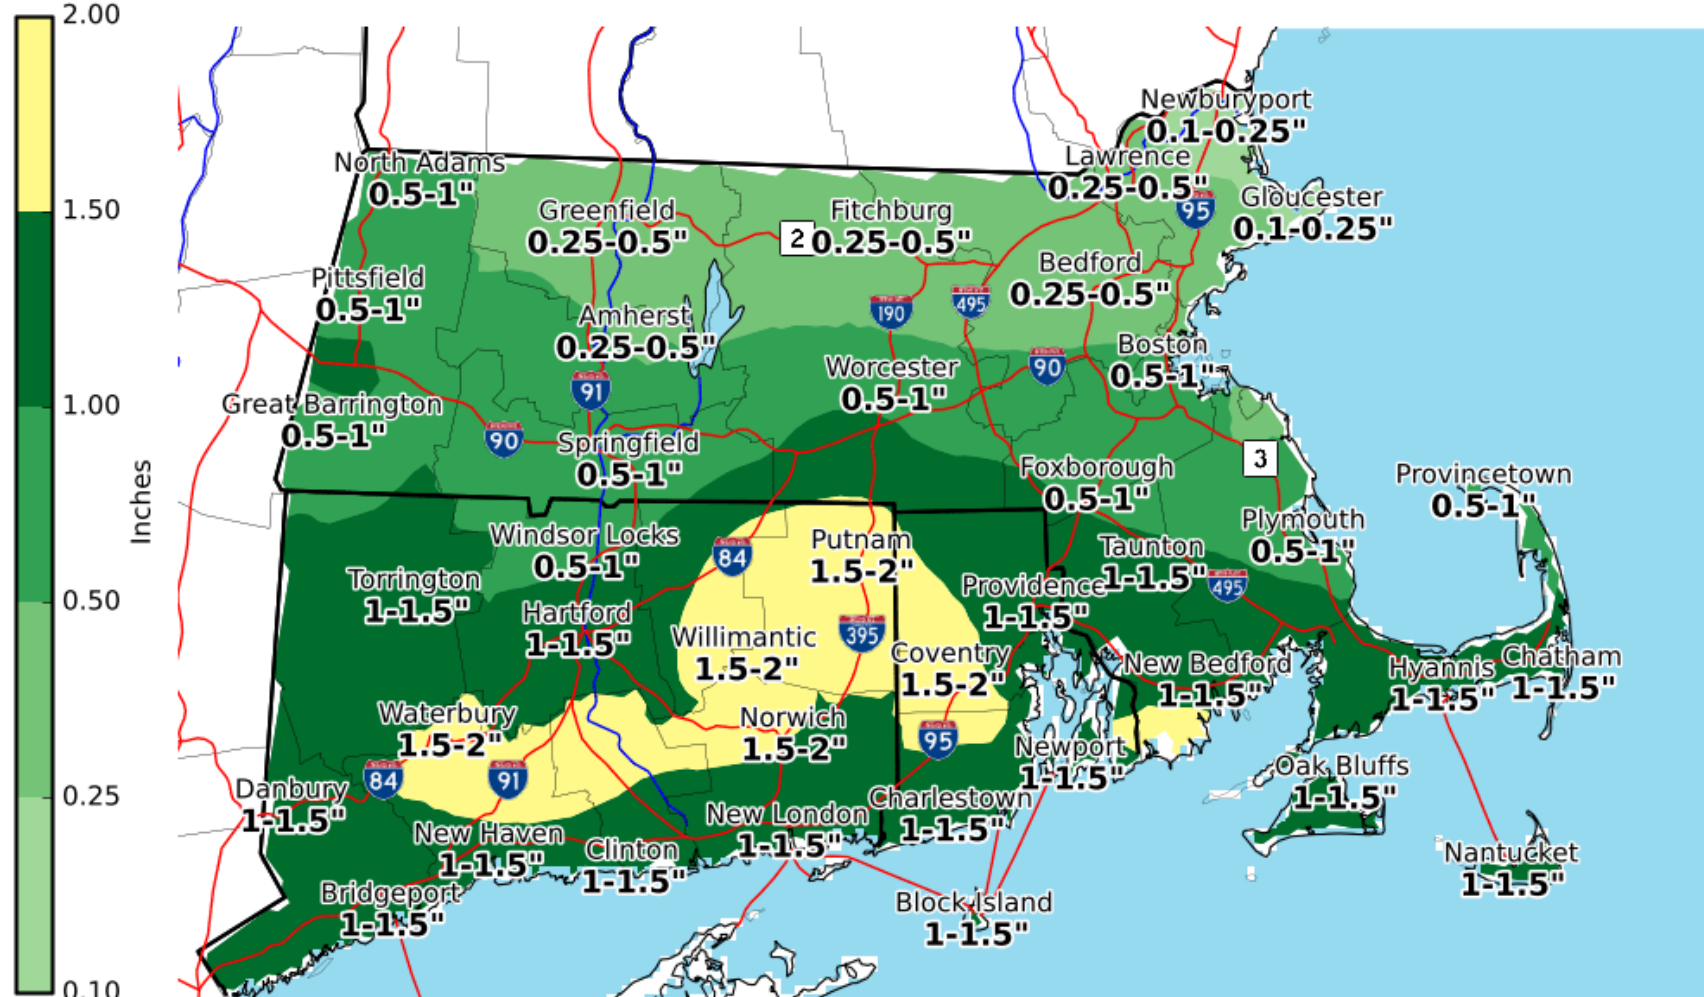 2.00
1.50
1.00
0.50
0.25
0.10
Inches
Newburyport
0.1-0.25"
Lawrence
0.25-0.5"
95
Gloucester
0.1-0.25"
North Adams
0.5-1"
Greenfield
0.25-0.5"
2
Fitchburg
0.25-0.5"
Bedford
0.25-0.5"
Pittsfield
0.5-1"
190
495
Amherst
0.25-0.5"
Boston
0.5-1"
Worcester
0.5-1"
90
91
Great Barrington
0.5-1"
90
Springfield
0.5-1"
3
Foxborough
0.5-1"
Provincetown
0.5-1"
Plymouth
0.5-1"
Windsor Locks
0.5-1"
84
Putnam
1.5-2"
Taunton
1-1.5"
495
Torrington
1-1.5"
Providence
1-1.5"
Hartford
1-1.5"
395
Willimantic
1.5-2"
Coventry
1.5-2"
New Bedford
1-1.5"
Hyannis
1-1.5"
Chatham
1-1.5"
Waterbury
1.5-2"
Norwich
1.5-2"
95
Newport
1-1.5"
84
91
Oak Bluffs
1-1.5"
Danbury
1-1.5"
New London
1-1.5"
Charlestown
1-1.5"
New Haven
1-1.5"
Clinton
1-1.5"
Nantucket
1-1.5"
Bridgeport
1-1.5"
Block Island
1-1.5"